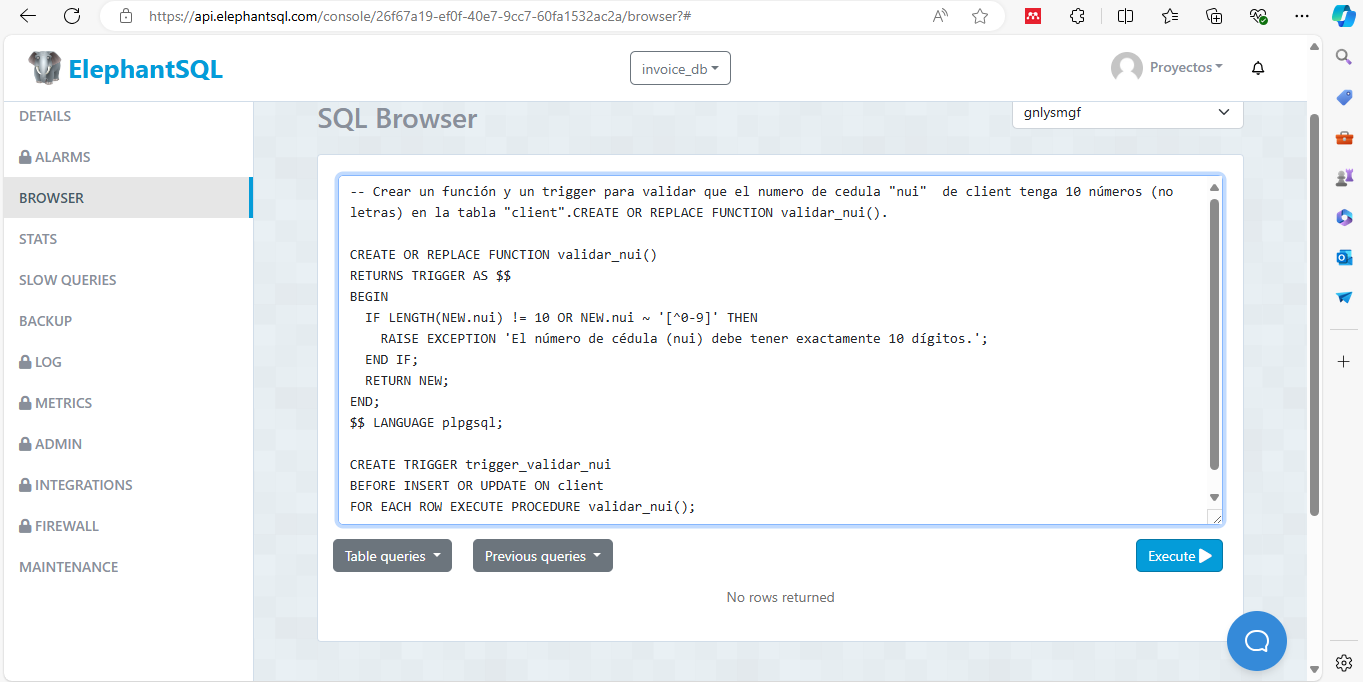 https://api.elephantsql.com/console/26f67a19-ef0f-40e7-9cc7-60fa1532ac2a/browser?#
ElephantSQL
invoice_db
Proyectos
DETAILS
ALARMS
BROWSER
STATS
SLOW QUERIES
BACKUP
LOG
METRICS
ADMIN
INTEGRATIONS
FIREWALL
MAINTENANCE
SQL Browser
gnlysmgf
-- Crear un función y un trigger para validar que el numero de cedula "nui"  de client tenga 10 números (no
letras) en la tabla "client".CREATE OR REPLACE FUNCTION validar_nui().
CREATE OR REPLACE FUNCTION validar_nui()
RETURNS TRIGGER AS $$
BEGIN
  IF LENGTH(NEW.nui) != 10 OR NEW.nui ~ '[^0-9]' THEN
    RAISE EXCEPTION 'El número de cédula (nui) debe tener exactamente 10 dígitos.';
  END IF;
  RETURN NEW;
END;
$$ LANGUAGE plpgsql;
CREATE TRIGGER trigger_validar_nui
BEFORE INSERT OR UPDATE ON client
FOR EACH ROW EXECUTE PROCEDURE validar_nui();
Table queries
Previous queries
Execute
No rows returned